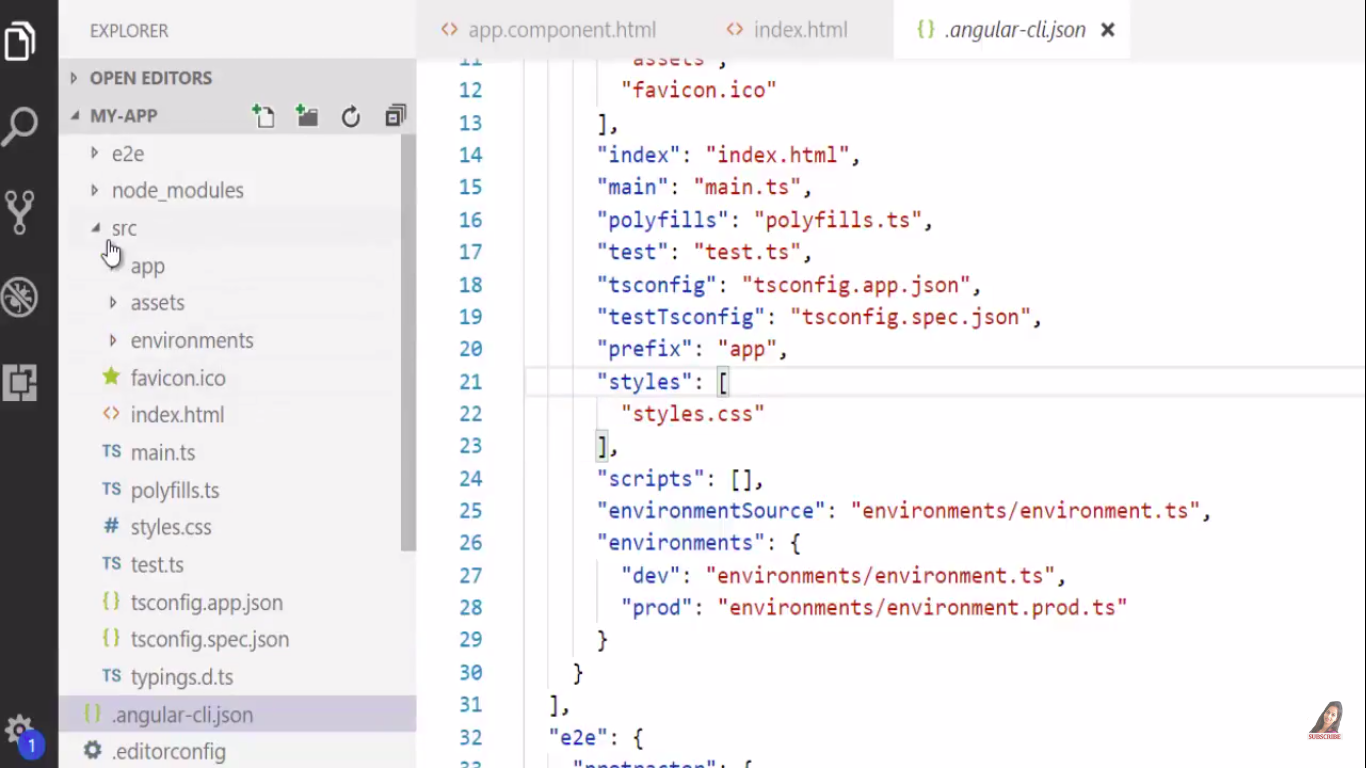 EXPLORER
OPEN EDITORS
MY-APP
e2e
node_modules
src
app
assets
environments
favicon.ico
index.html
TS main.ts
TS polyfills.ts
# styles.css
TS test.ts
{} tsconfig.app.json
{} tsconfig.spec.json
TS typings.d.ts
{} .angular-cli.json
.editorconfig
1
<> app.component.html
<> index.html
{} .angular-cli.json
11 "assets",
12 "favicon.ico"
13 ],
14 "index": "index.html",
15 "main": "main.ts",
16 "polyfills": "polyfills.ts",
17 "test": "test.ts",
18 "tsconfig": "tsconfig.app.json",
19 "testTsconfig": "tsconfig.spec.json",
20 "prefix": "app",
21 "styles": [
22 "styles.css"
23 ],
24 "scripts": [],
25 "environmentSource": "environments/environment.ts",
26 "environments": {
27 "dev": "environments/environment.ts",
28 "prod": "environments/environment.prod.ts"
29 }
30 }
31 ],
32 "e2e": {
33 "protractor": {
SUBSCRIBE